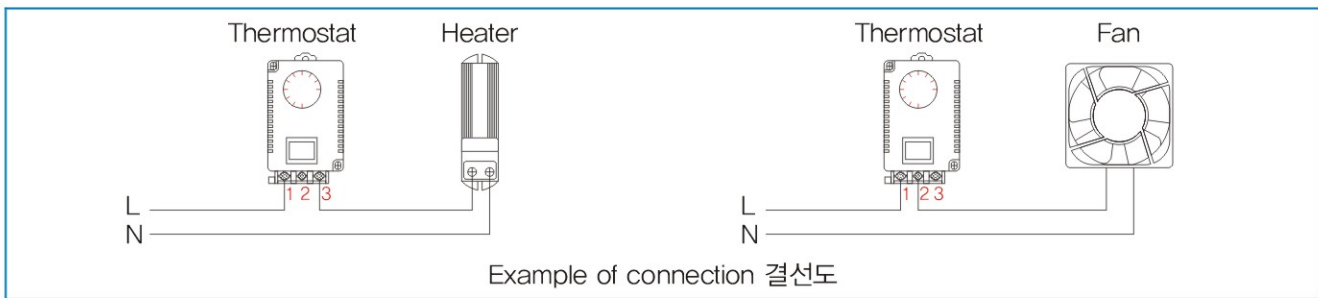 Thermostat Heater
1 2 3
L
N
Thermostat Fan
1 2 3
L
N
Example of connection 결선도